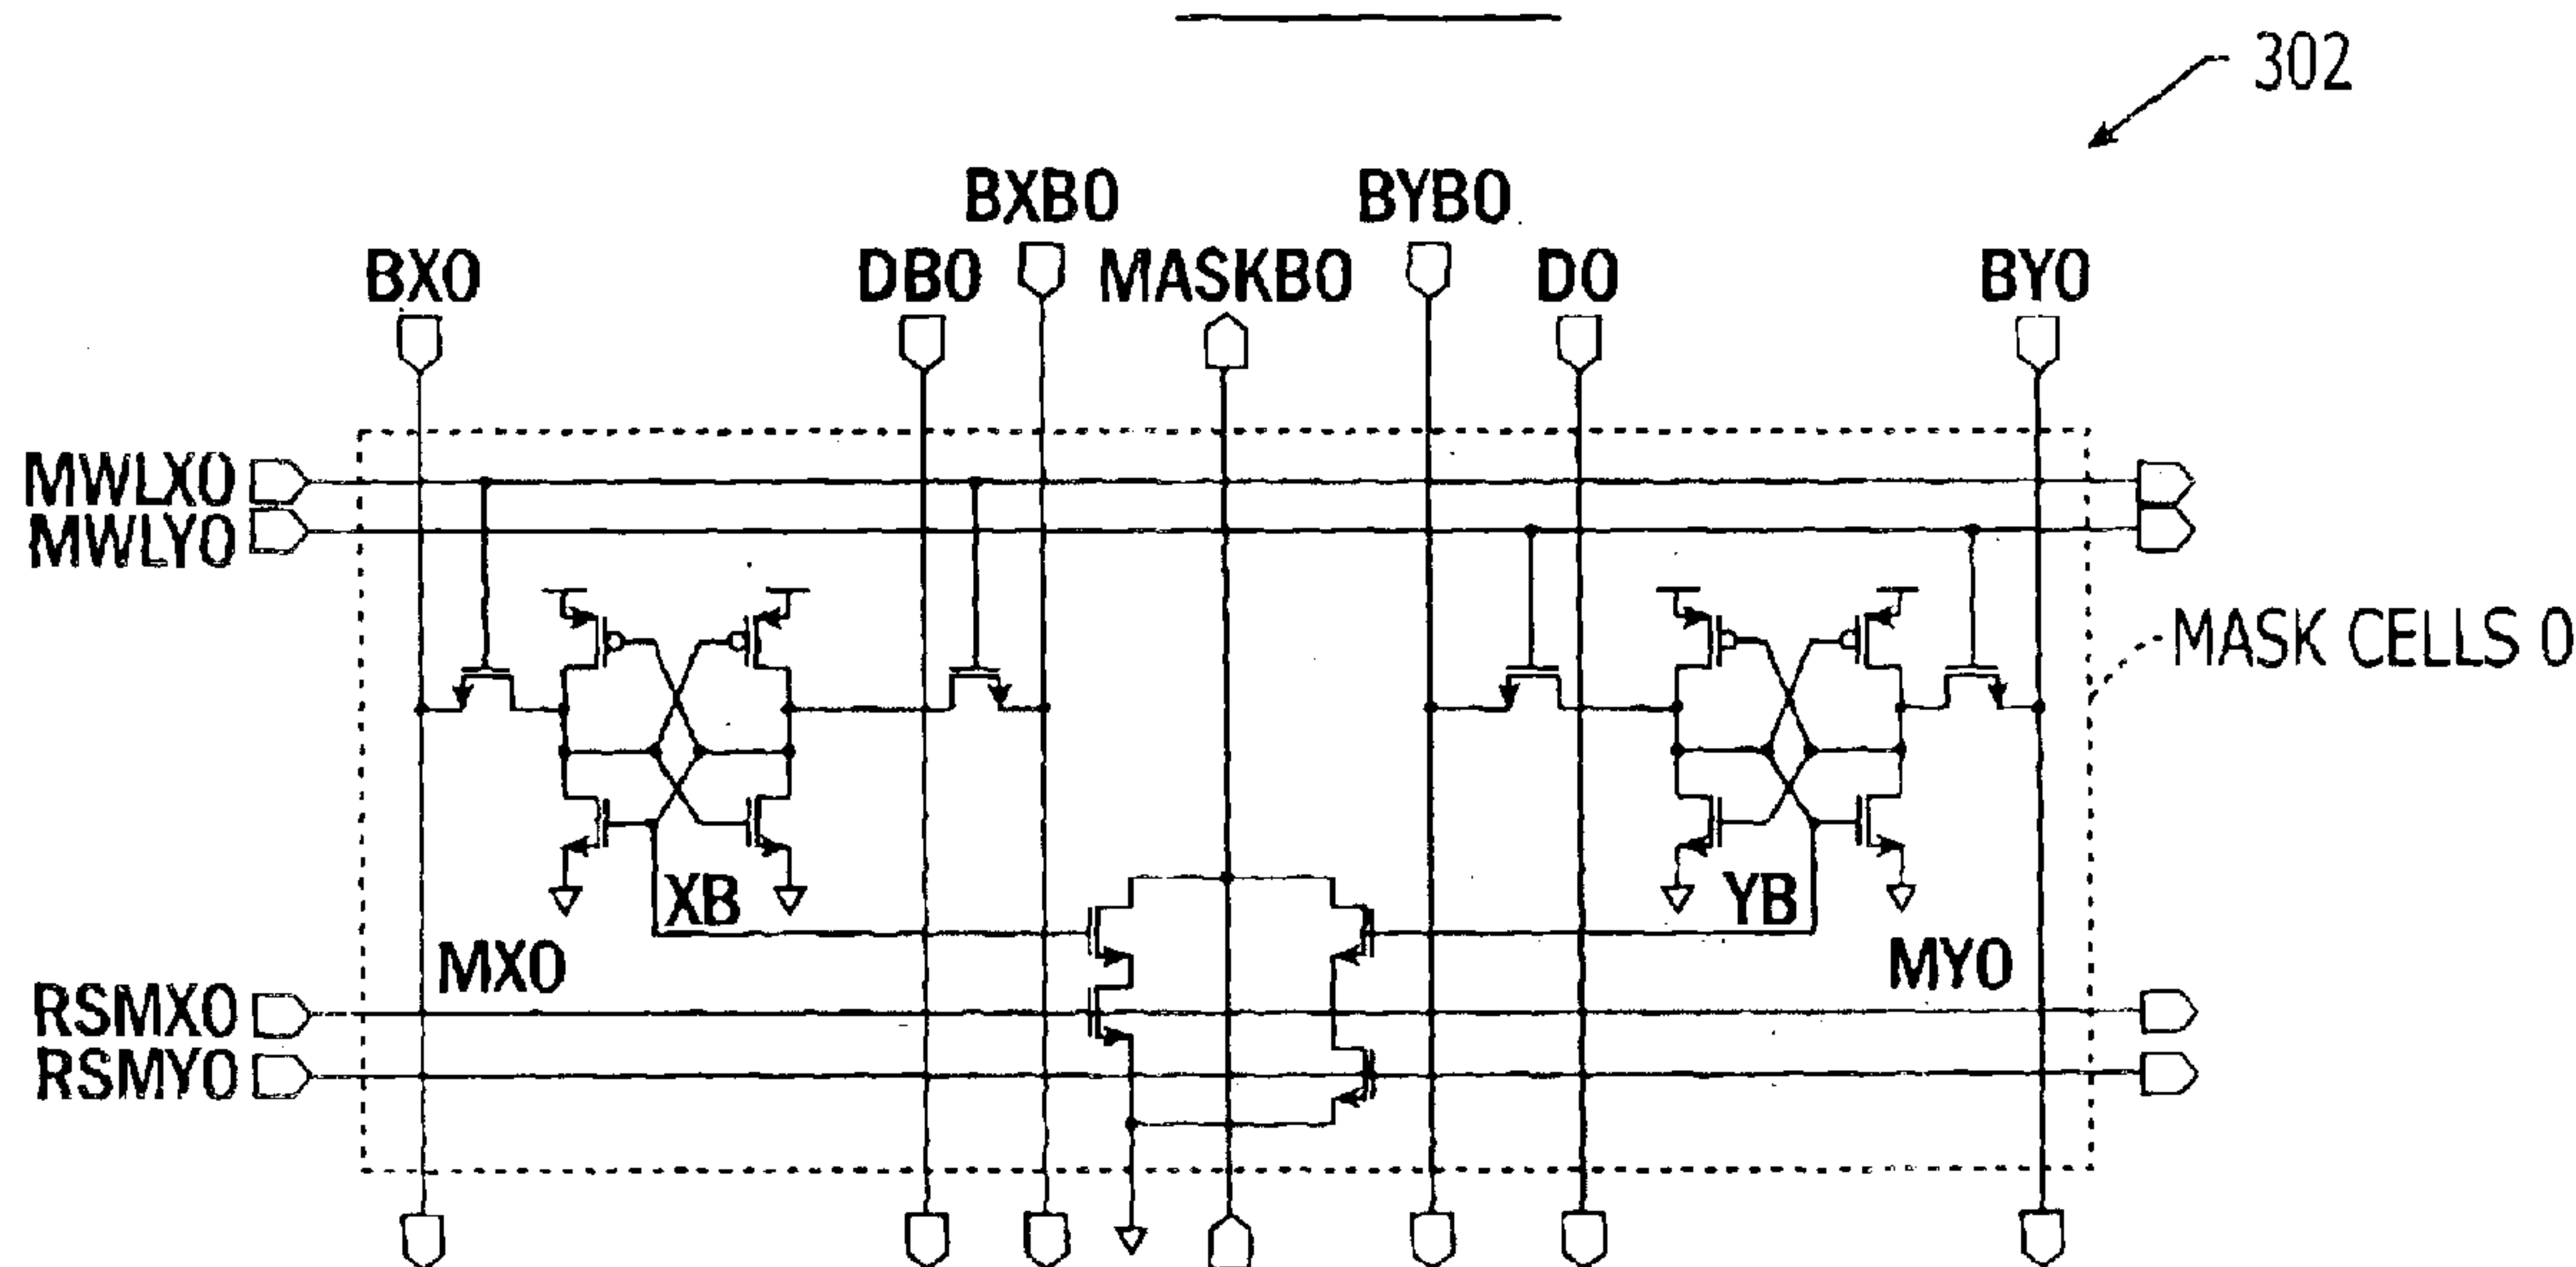 302
BXB0 BYB0
BX0 DB0 MASKB0 D0 BY0
MWLX0
MWLY0
MASK CELLS 0
XB YB
MX0 MY0
RSMX0
RSMY0